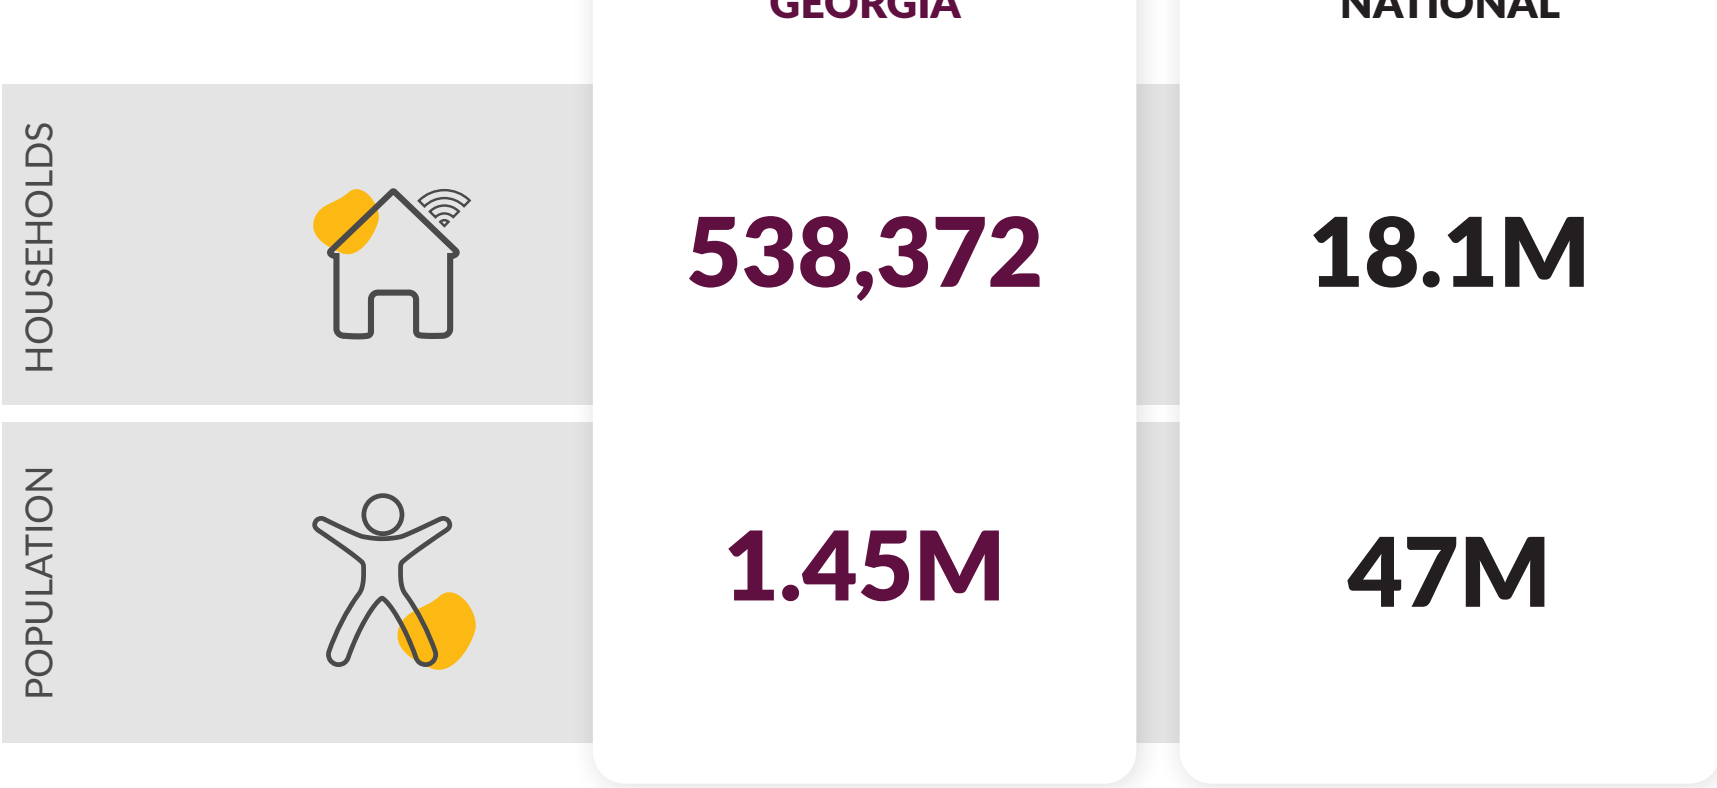 GEORGIA
NATIONAL
HOUSEHOLDS
538,372
18.1M
POPULATION
1.45M
47M